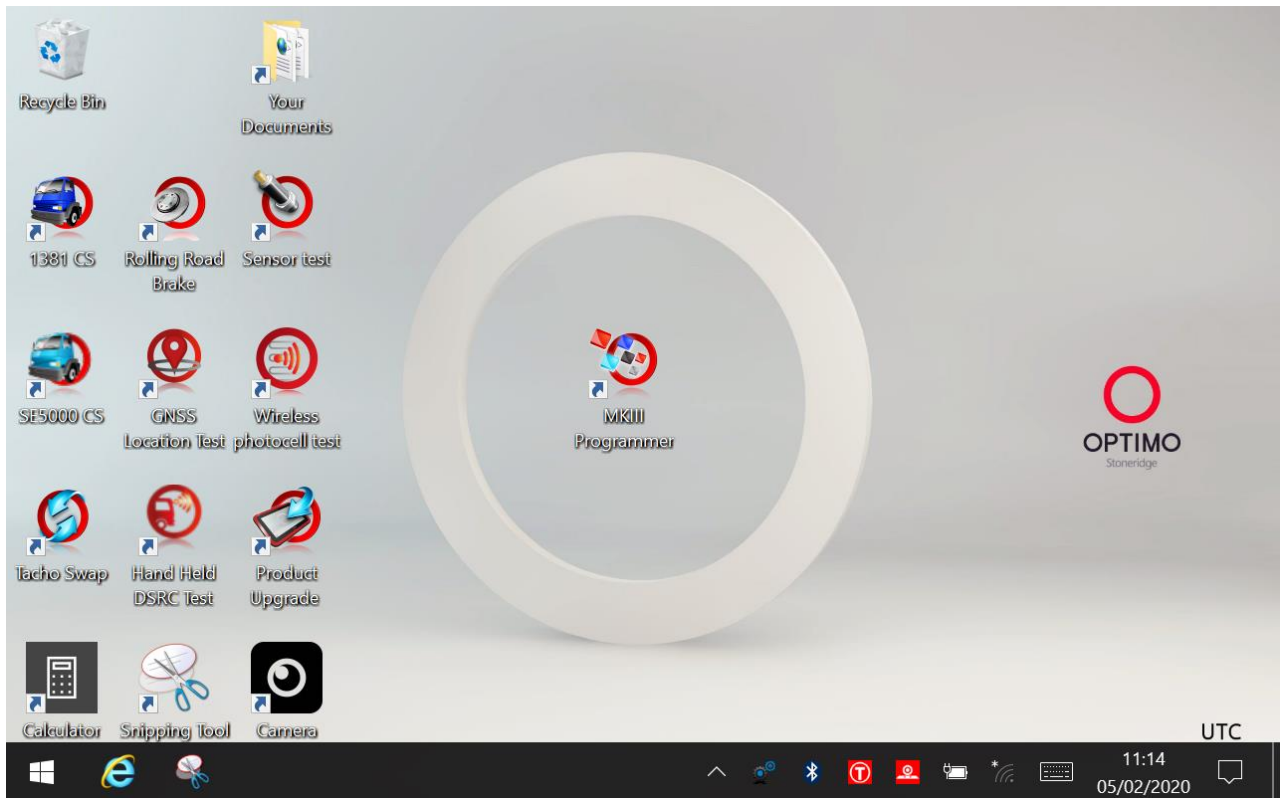 Recycle Bin
Your
Documents
1381 CS
Rolling Road
Brake
Sensor test
SE5000 CS
GNSS
Location Test
Wireless
photocell test
MKIII
Programmer
OPTIMO
Stoneridge
Tacho Swap
Hand Held
DSRC Test
Product
Upgrade
Calculator
Snipping Tool
Camera
UTC
11:14
05/02/2020